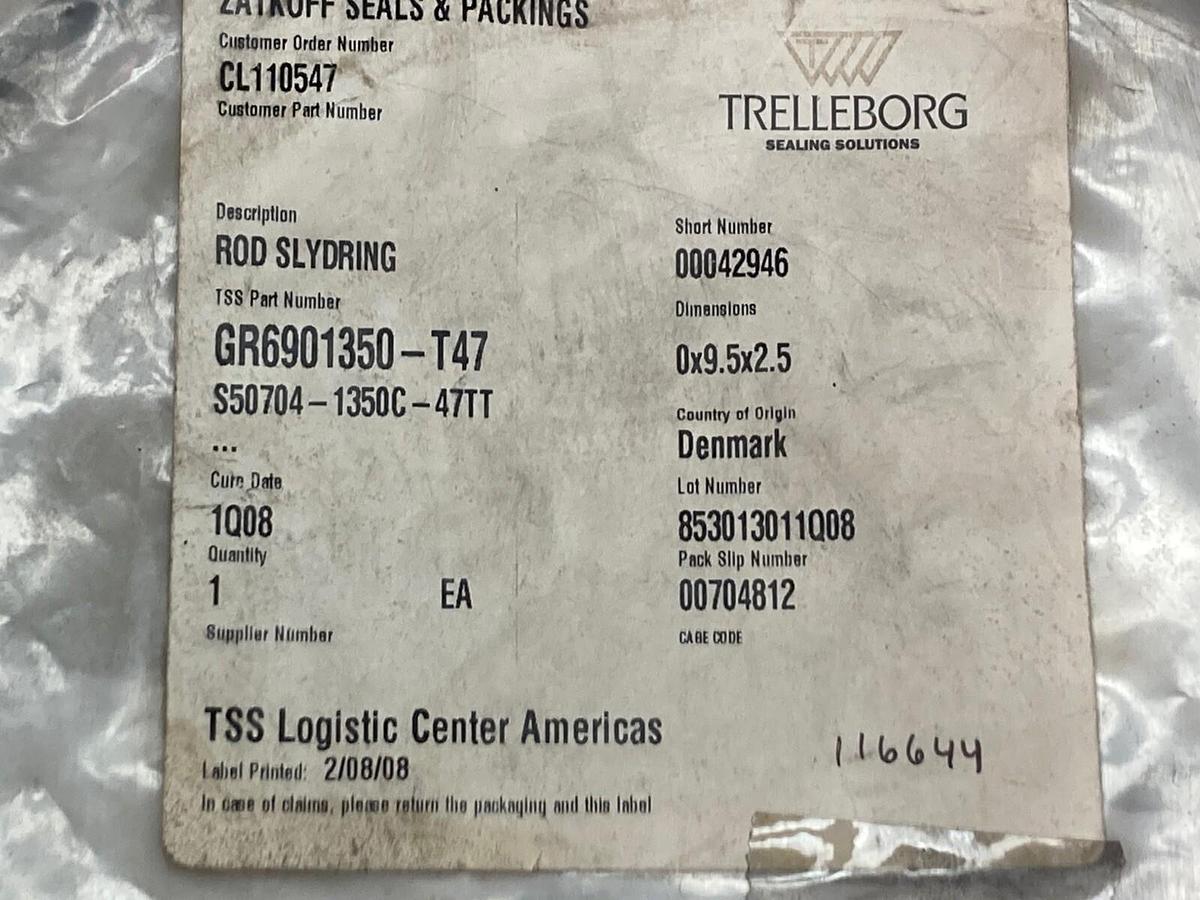 ZATKOFF SEALS & PACKINGS
Customer Order Number
CL110547
Customer Part Number
TRELLEBORG
SEALING SOLUTIONS
Description
ROD SLYDRING
TSS Part Number
GR6901350-T47
S50704-1350C-47TT
...
Cure Date
1Q08
Quantity
1 EA
Supplier Number
Short Number
00042946
Dimensions
0x9.5x2.5
Country of Origin
Denmark
Lot Number
853013011Q08
Pack Slip Number
00704812
CAGE CODE
TSS Logistic Center Americas
Label Printed: 2/08/08
In case of claims, please return the packaging and this label
116644